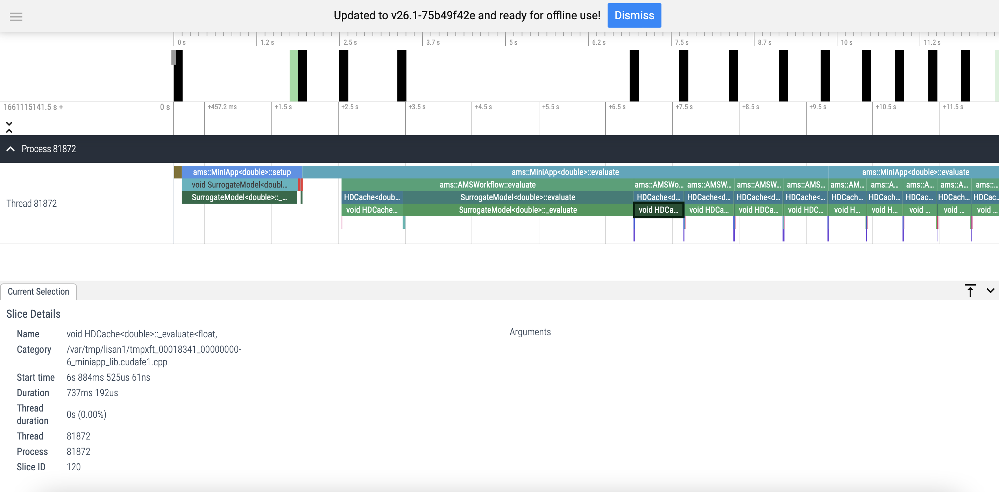 Updated to v26.1-75b49f42e and ready for offline use! Dismiss
0 s 1.2 s 2.5 s 3.7 s 5 s 6.2 s 7.5 s 8.7 s 10 s 11.2 s
1661115141.5 s + 0 s +457.2 ms +1.5 s +2.5 s +3.5 s +4.5 s +5.5 s +6.5 s +7.5 s +8.5 s +9.5 s +10.5 s +11.5 s
Process 81872
ams::MiniApp<double>::setup ams::MiniApp<double>::evaluate ams::MiniApp<double>::evaluate
void SurrogateModel<doubl... ams::AMSWorkflow::evaluate ams::AMSWo... ams::AMSW... ams::AMSW... ams::AMS... ams::AM... ams::A... ams::A... ams::A... ams::...
SurrogateModel<double>::_... HDCache<doub... SurrogateModel<double>::evaluate HDCache<d... HDCache<d... HDCache<d... HDCache<... HDCach... HDCach... HDCac... HDCach... HDCac...
Thread 81872
void HDCache... SurrogateModel<double>::_evaluate void HDCa... void HDCa... void HDCa... void HDC... void H... void H... void ... void ... void ...
Current Selection
Slice Details
Name void HDCache<double>::_evaluate<float,
Arguments
Category /var/tmp/lisan1/tmpxft_00018341_00000000-
6_miniapp_lib.cudafe1.cpp
Start time 6s 884ms 525us 61ns
Duration 737ms 192us
Thread
duration 0s (0.00%)
Thread 81872
Process 81872
Slice ID 120